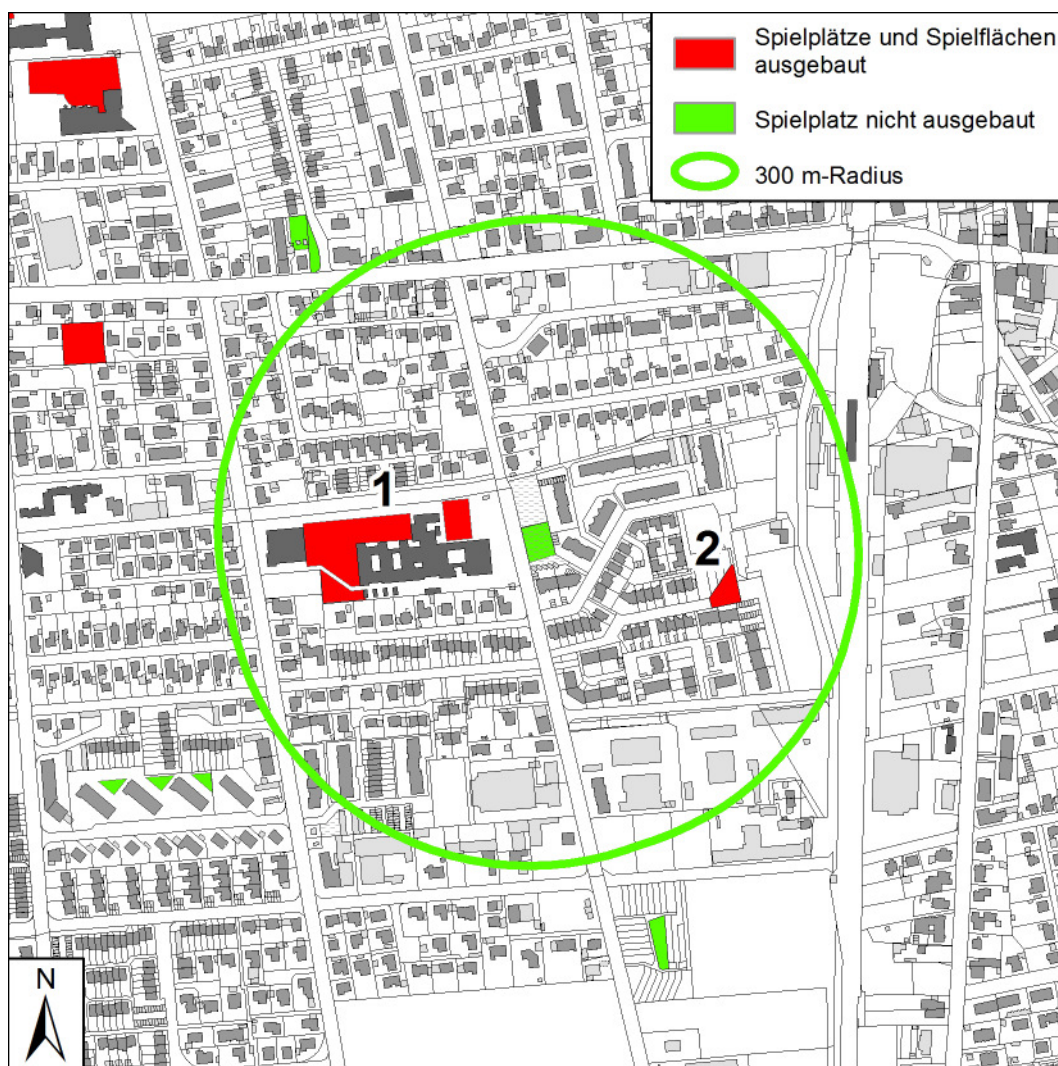 Spielplätze und Spielflächen
ausgebaut
Spielplatz nicht ausgebaut
300 m-Radius
1
2
N